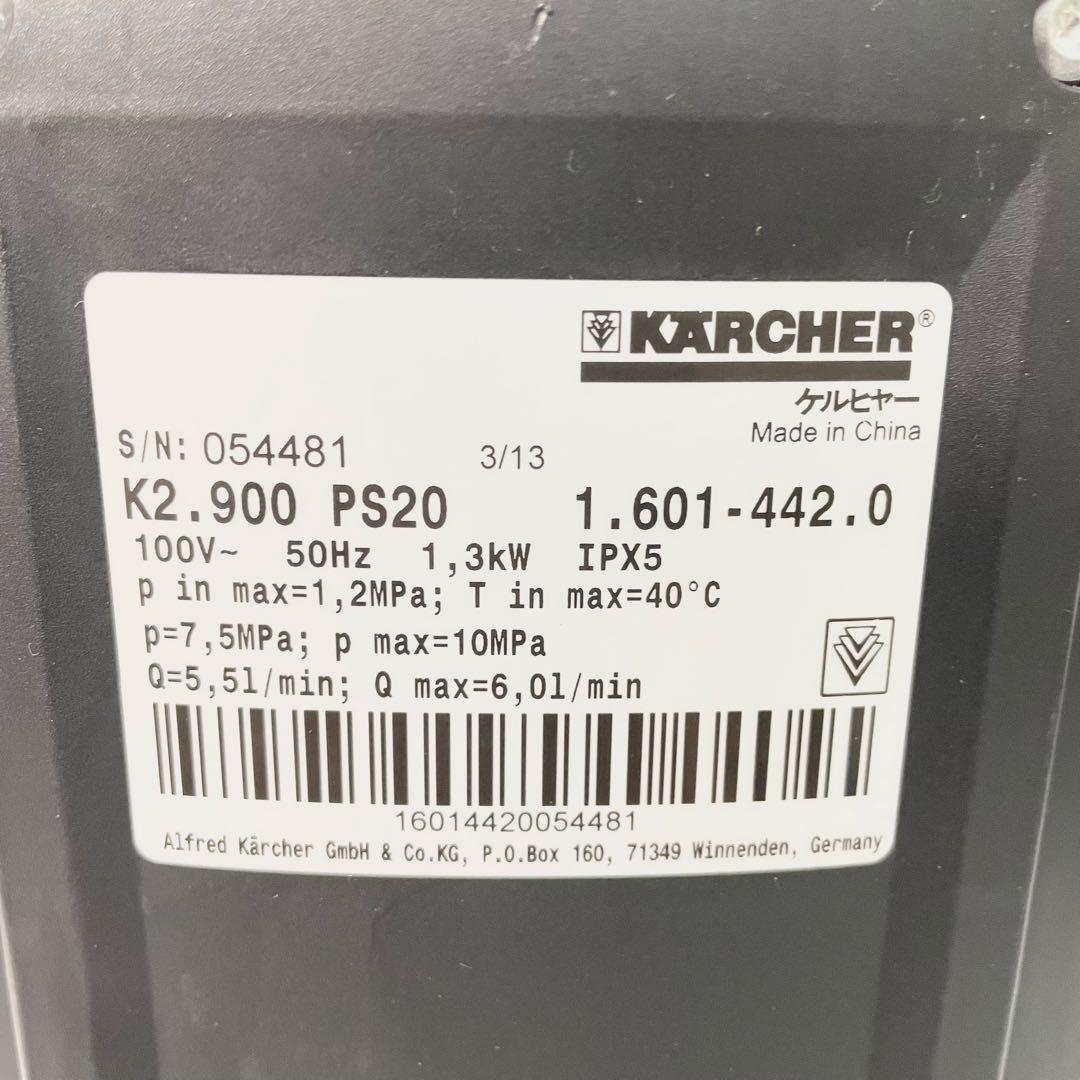 KÄRCHER®
ケルヒャー
Made in China
S/N: 054481 3/13
K2.900 PS20 1.601-442.0
100V~ 50Hz 1,3kW IPX5
p in max=1,2MPa; T in max=40°C
p=7,5MPa; p max=10MPa
Q=5,5l/min; Q max=6,0l/min
16014420054481
Alfred Kärcher GmbH & Co.KG, P.O.Box 160, 71349 Winnenden, Germany